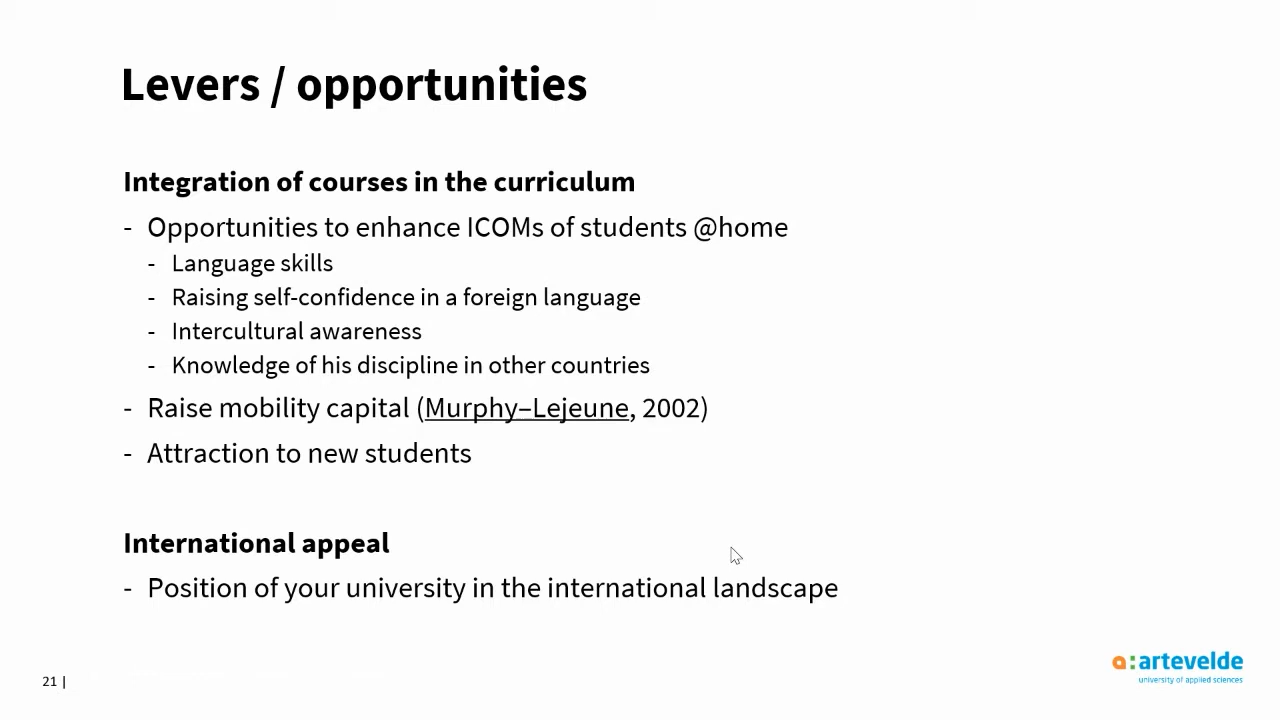 Levers / opportunities
Integration of courses in the curriculum
- Opportunities to enhance ICOMs of students @home
- Language skills
- Raising self-confidence in a foreign language
- Intercultural awareness
- Knowledge of his discipline in other countries
- Raise mobility capital (Murphy–Lejeune, 2002)
- Attraction to new students
International appeal
- Position of your university in the international landscape
21 |
a:artevelde
university of applied sciences